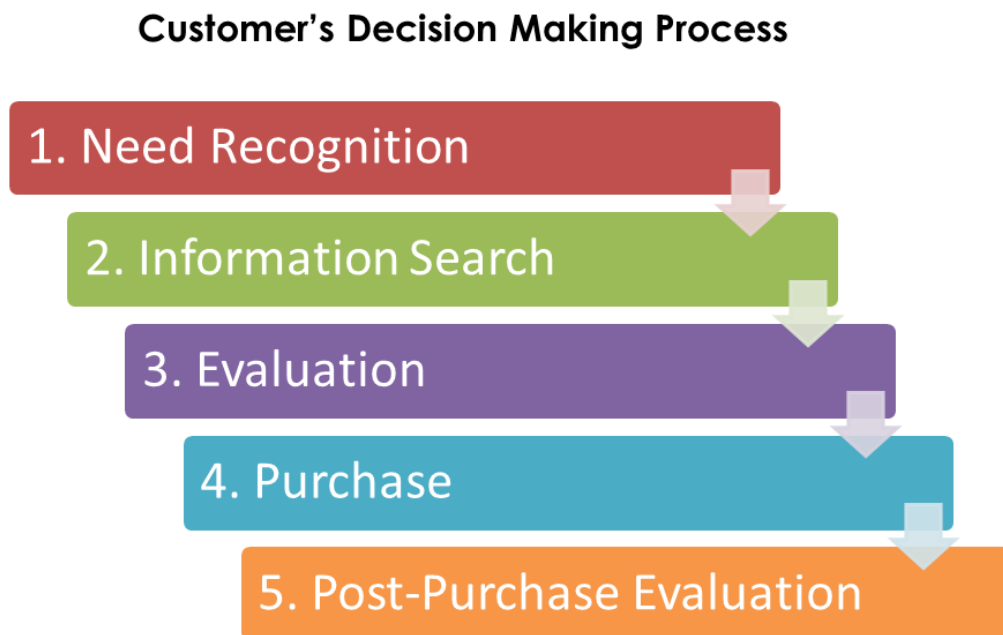 Customer’s Decision Making Process
1. Need Recognition
2. Information Search
3. Evaluation
4. Purchase
5. Post-Purchase Evaluation